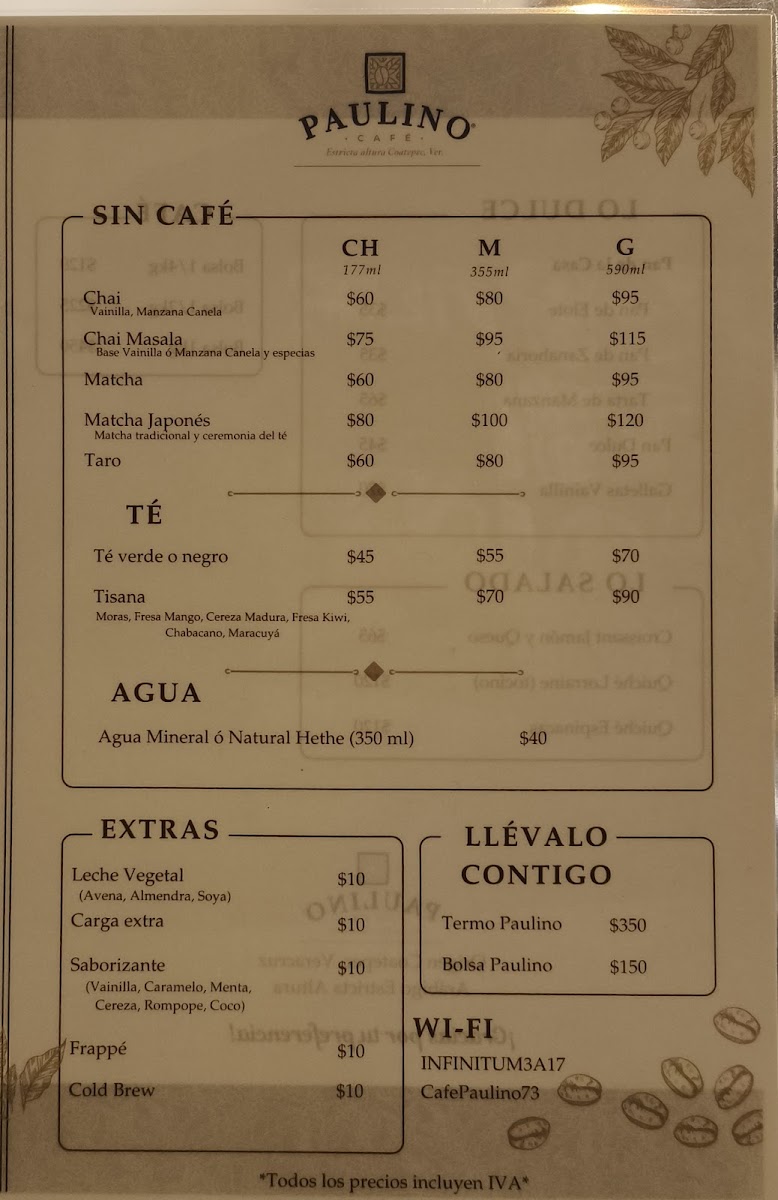 PAULINO
· CAFÉ ·
Estricta altura Coatepec, Ver.
SIN CAFÉ
CH M G
177ml 355ml 590ml
Chai $60 $80 $95
Vainilla, Manzana Canela
Chai Masala $75 $95 $115
Base Vainilla ó Manzana Canela y especias
Matcha $60 $80 $95
Matcha Japonés $80 $100 $120
Matcha tradicional y ceremonia del té
Taro $60 $80 $95
TÉ
Té verde o negro $45 $55 $70
Tisana $55 $70 $90
Moras, Fresa Mango, Cereza Madura, Fresa Kiwi,
Chabacano, Maracuyá
AGUA
Agua Mineral ó Natural Hethe (350 ml) $40
EXTRAS
Leche Vegetal $10
(Avena, Almendra, Soya)
Carga extra $10
Saborizante $10
(Vainilla, Caramelo, Menta,
Cereza, Rompope, Coco)
Frappé $10
Cold Brew $10
LLÉVALO
CONTIGO
Termo Paulino $350
Bolsa Paulino $150
WI-FI
INFINITUM3A17
CafePaulino73
*Todos los precios incluyen IVA*